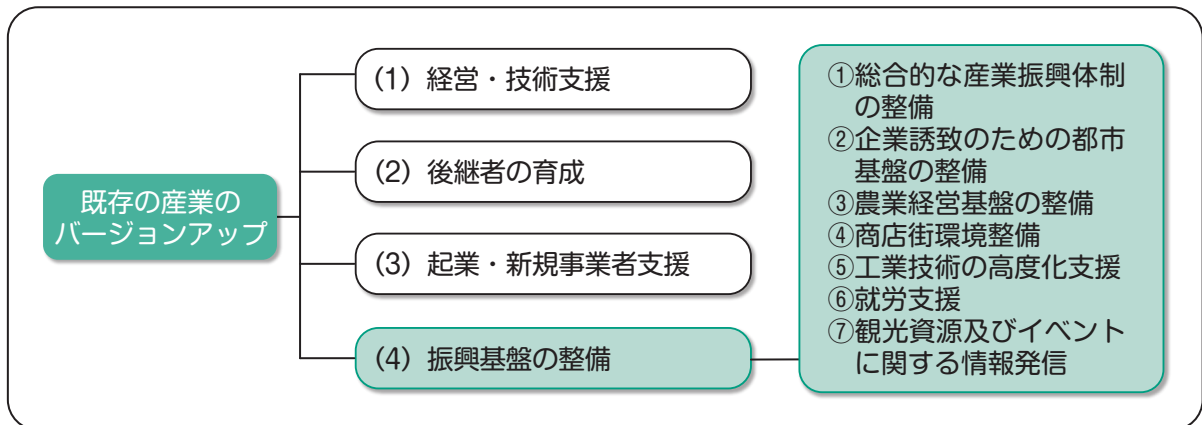 既存の産業の
バージョンアップ
(1) 経営・技術支援
(2) 後継者の育成
(3) 起業・新規事業者支援
(4) 振興基盤の整備
①総合的な産業振興体制
の整備
②企業誘致のための都市
基盤の整備
③農業経営基盤の整備
④商店街環境整備
⑤工業技術の高度化支援
⑥就労支援
⑦観光資源及びイベント
に関する情報発信